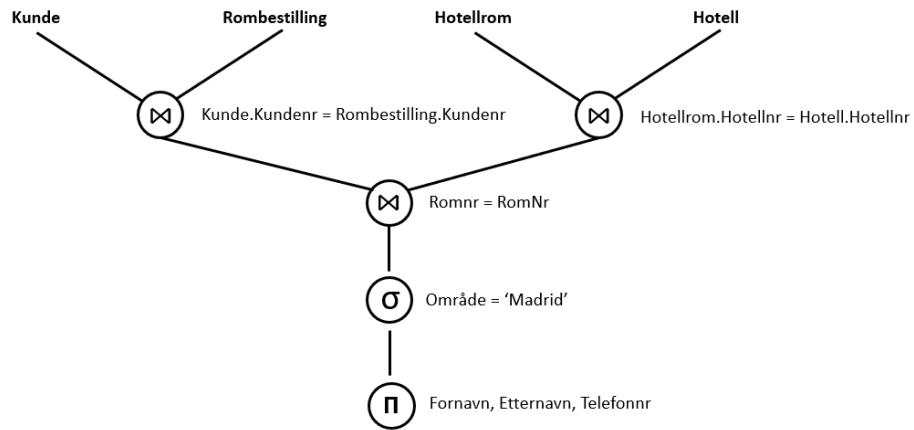 Kunde Rombestilling Hotellrom Hotell
⋈ Kunde.Kundenr = Rombestilling.Kundenr ⋈ Hotellrom.Hotellnr = Hotell.Hotellnr
⋈ Romnr = RomNr
σ Område = ‘Madrid’
π Fornavn, Etternavn, Telefonnr